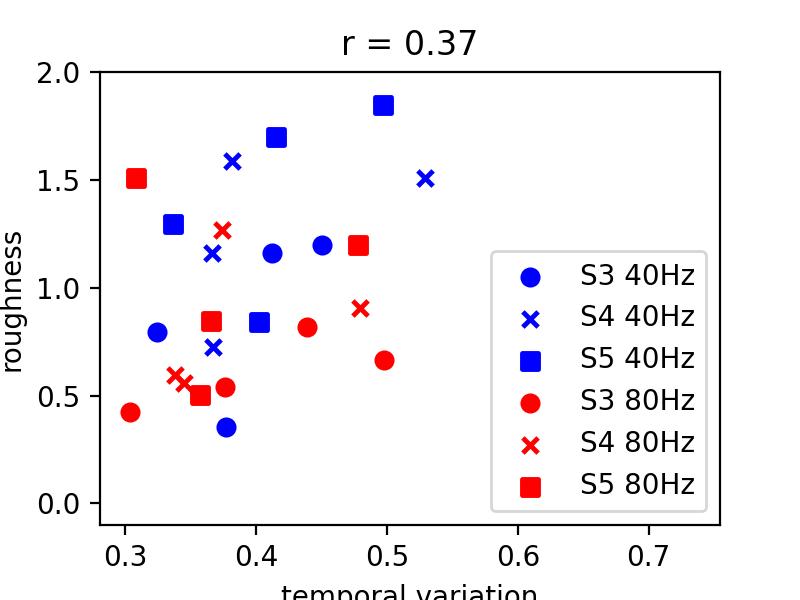 r = 0.37
2.0
1.5
1.0
0.5
0.0
roughness
S3 40Hz
S4 40Hz
S5 40Hz
S3 80Hz
S4 80Hz
S5 80Hz
0.3 0.4 0.5 0.6 0.7
temporal variation